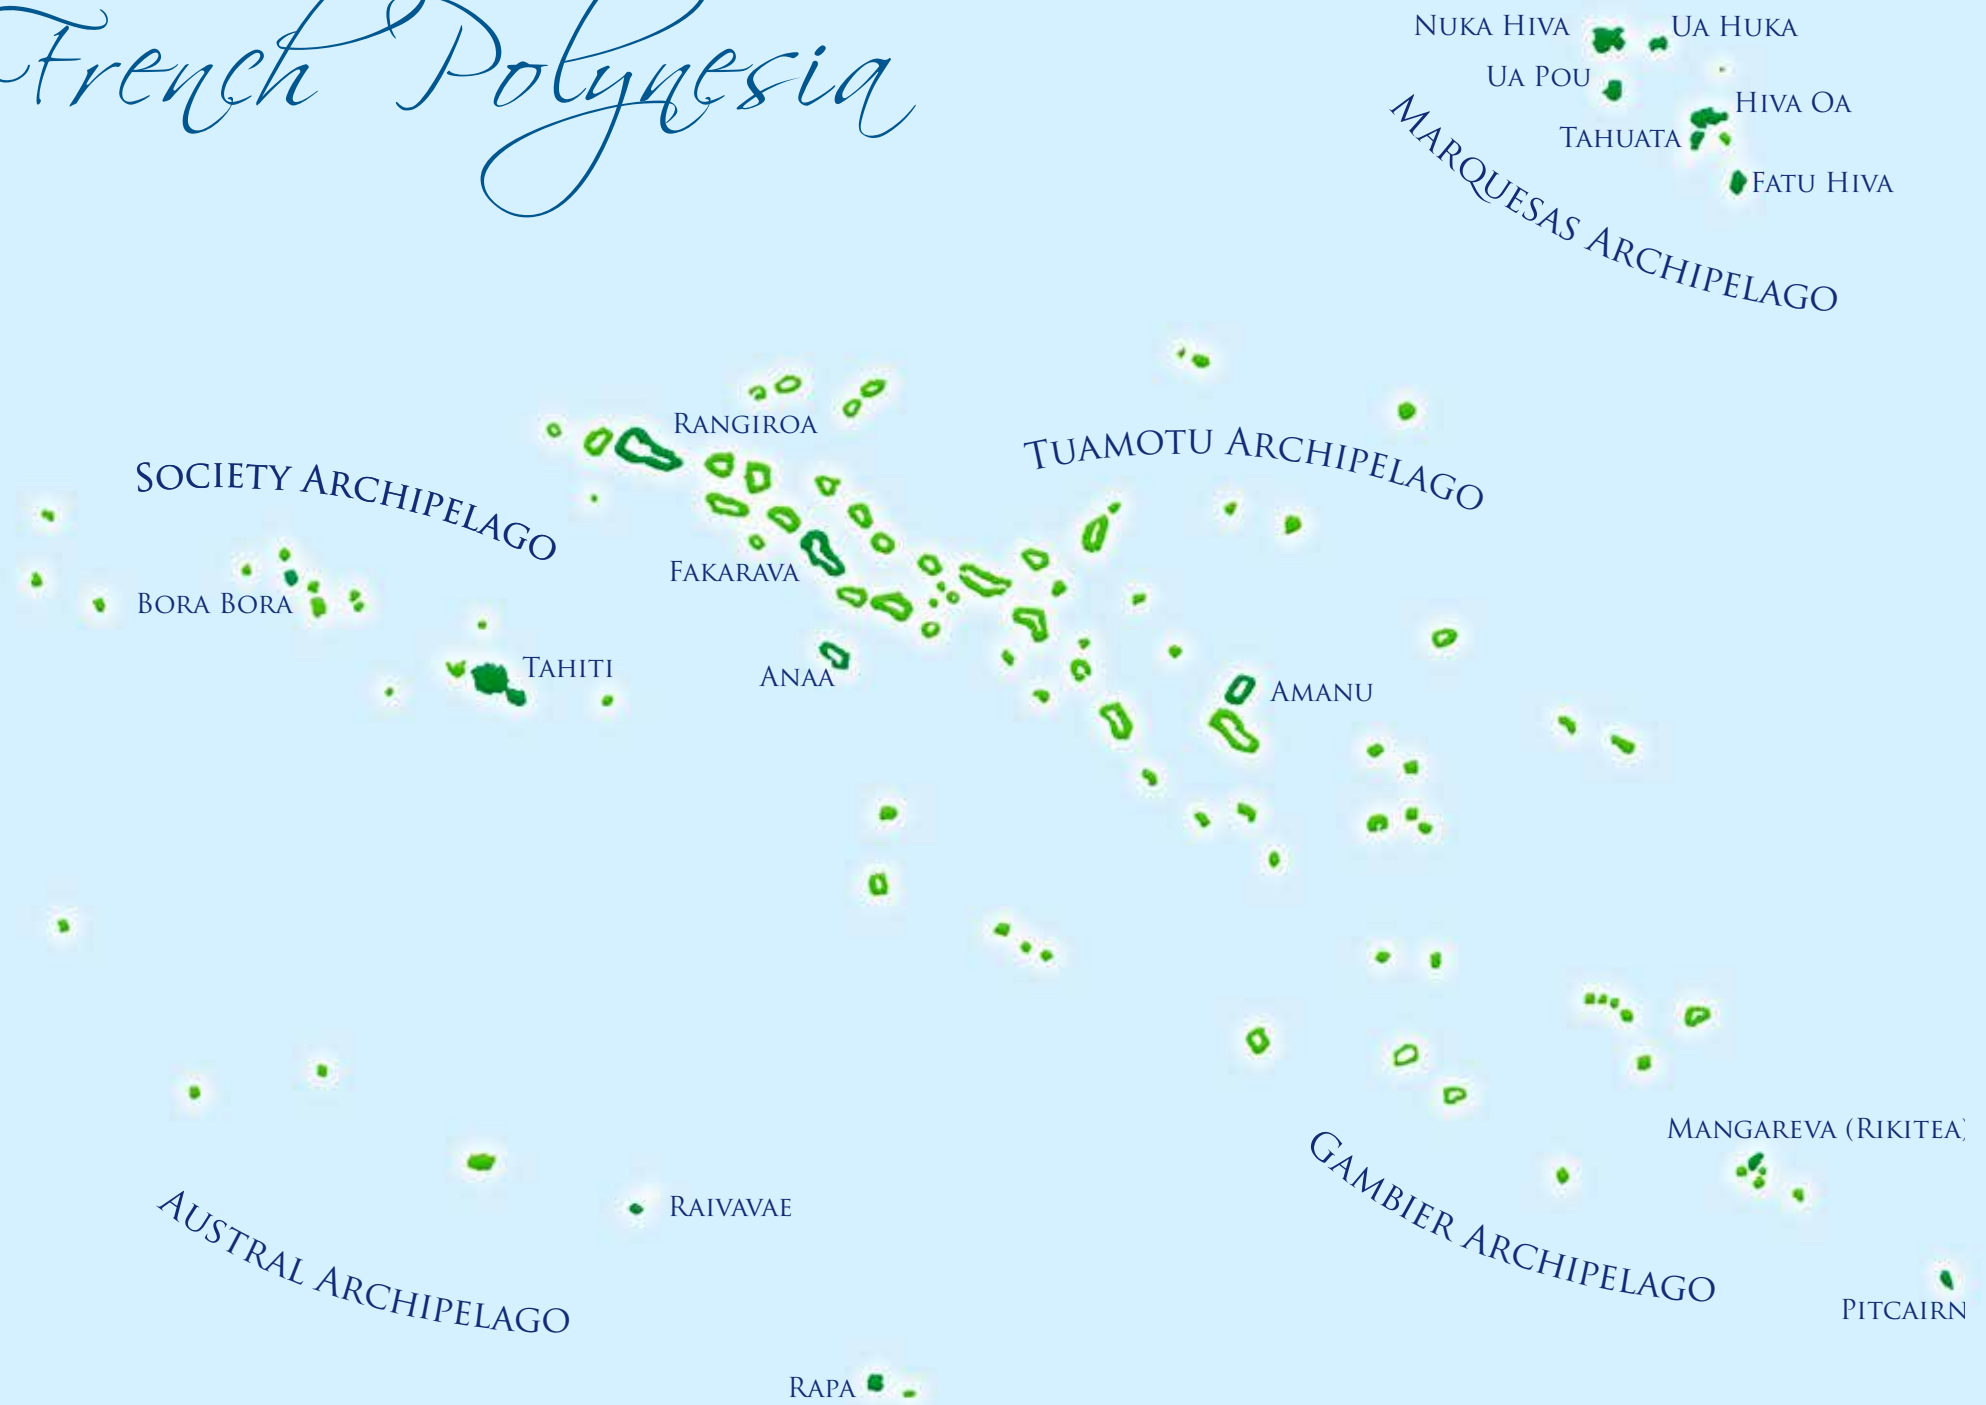 French Polynesia
NUKA HIVA
UA HUKA
UA POU
HIVA OA
TAHUATA
FATU HIVA
MARQUESAS ARCHIPELAGO
RANGIROA
TUAMOTU ARCHIPELAGO
SOCIETY ARCHIPELAGO
FAKARAVA
BORA BORA
TAHITI
ANAA
AMANU
MANGAREVA (RIKITEA)
GAMBIER ARCHIPELAGO
RAIVAVAE
AUSTRAL ARCHIPELAGO
PITCAIRN
RAPA